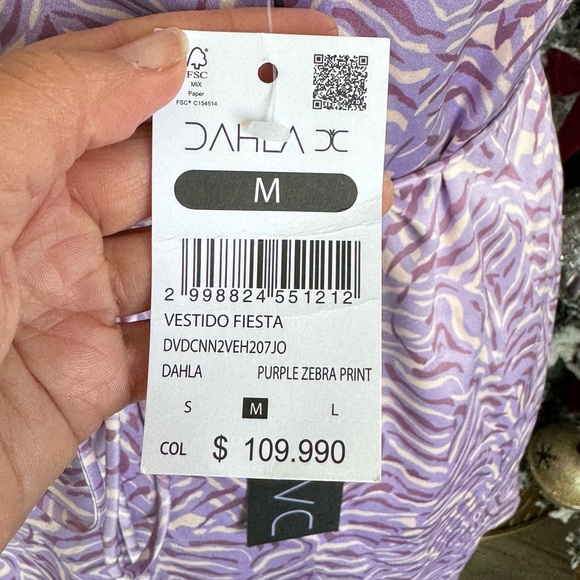 FSC
MIX
Paper
FSC® C154514
DAHLA DC
M
2 998824 551212
VESTIDO FIESTA
DVDCNN2VEH207JO
DAHLA PURPLE ZEBRA PRINT
S M L
COL $ 109.990